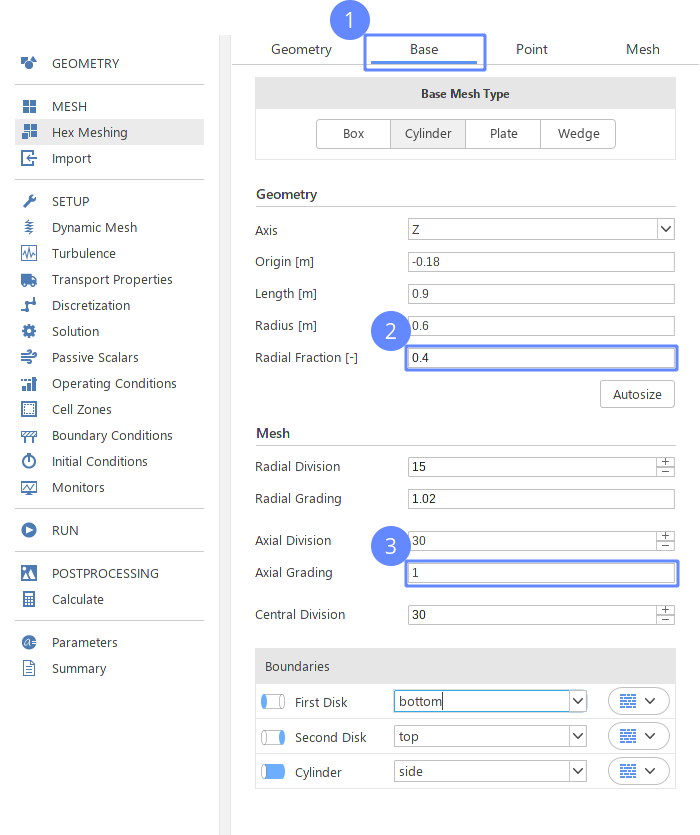 1
Geometry Base Point Mesh
GEOMETRY
MESH
Hex Meshing
Import
SETUP
Dynamic Mesh
Turbulence
Transport Properties
Discretization
Solution
Passive Scalars
Operating Conditions
Cell Zones
Boundary Conditions
Initial Conditions
Monitors
RUN
POSTPROCESSING
Calculate
Parameters
Summary
Base Mesh Type
Box Cylinder Plate Wedge
Geometry
Axis Z
Origin [m] -0.18
Length [m] 0.9
Radius [m] 0.6
2
Radial Fraction [-] 0.4
Autosize
Mesh
Radial Division 15
Radial Grading 1.02
Axial Division 30
3
Axial Grading 1
Central Division 30
Boundaries
First Disk bottom
Second Disk top
Cylinder side